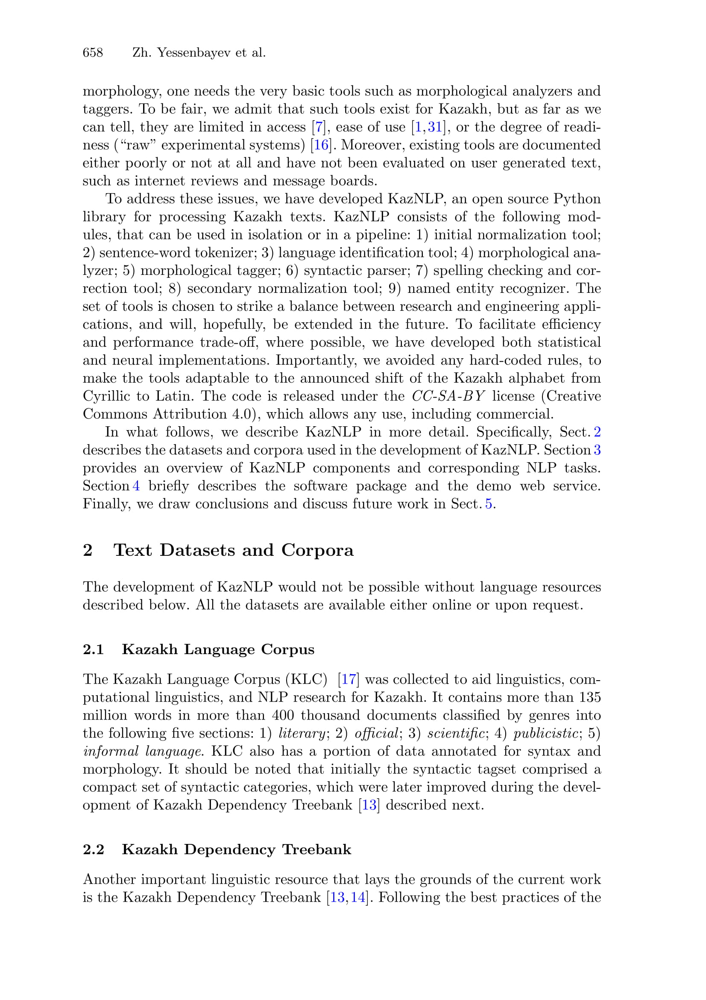 658 Zh. Yessenbayev et al.
morphology, one needs the very basic tools such as morphological analyzers and
taggers. To be fair, we admit that such tools exist for Kazakh, but as far as we
can tell, they are limited in access [7], ease of use [1,31], or the degree of readi-
ness (“raw” experimental systems) [16]. Moreover, existing tools are documented
either poorly or not at all and have not been evaluated on user generated text,
such as internet reviews and message boards.
To address these issues, we have developed KazNLP, an open source Python
library for processing Kazakh texts. KazNLP consists of the following mod-
ules, that can be used in isolation or in a pipeline: 1) initial normalization tool;
2) sentence-word tokenizer; 3) language identification tool; 4) morphological ana-
lyzer; 5) morphological tagger; 6) syntactic parser; 7) spelling checking and cor-
rection tool; 8) secondary normalization tool; 9) named entity recognizer. The
set of tools is chosen to strike a balance between research and engineering appli-
cations, and will, hopefully, be extended in the future. To facilitate efficiency
and performance trade-off, where possible, we have developed both statistical
and neural implementations. Importantly, we avoided any hard-coded rules, to
make the tools adaptable to the announced shift of the Kazakh alphabet from
Cyrillic to Latin. The code is released under the CC-SA-BY license (Creative
Commons Attribution 4.0), which allows any use, including commercial.
In what follows, we describe KazNLP in more detail. Specifically, Sect. 2
describes the datasets and corpora used in the development of KazNLP. Section 3
provides an overview of KazNLP components and corresponding NLP tasks.
Section 4 briefly describes the software package and the demo web service.
Finally, we draw conclusions and discuss future work in Sect. 5.
2 Text Datasets and Corpora
The development of KazNLP would not be possible without language resources
described below. All the datasets are available either online or upon request.
2.1 Kazakh Language Corpus
The Kazakh Language Corpus (KLC) [17] was collected to aid linguistics, com-
putational linguistics, and NLP research for Kazakh. It contains more than 135
million words in more than 400 thousand documents classified by genres into
the following five sections: 1) literary; 2) official; 3) scientific; 4) publicistic; 5)
informal language. KLC also has a portion of data annotated for syntax and
morphology. It should be noted that initially the syntactic tagset comprised a
compact set of syntactic categories, which were later improved during the devel-
opment of Kazakh Dependency Treebank [13] described next.
2.2 Kazakh Dependency Treebank
Another important linguistic resource that lays the grounds of the current work
is the Kazakh Dependency Treebank [13,14]. Following the best practices of the